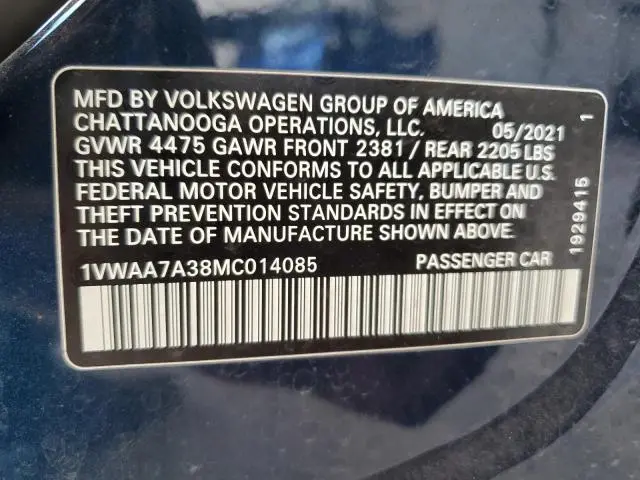 MFD BY VOLKSWAGEN GROUP OF AMERICA
CHATTANOOGA OPERATIONS, LLC. 05/2021
GVWR 4475 GAWR FRONT 2381 / REAR 2205 LBS
THIS VEHICLE CONFORMS TO ALL APPLICABLE U.S.
FEDERAL MOTOR VEHICLE SAFETY, BUMPER AND
THEFT PREVENTION STANDARDS IN EFFECT ON
THE DATE OF MANUFACTURE SHOWN ABOVE.
1VWAA7A38MC014085 PASSENGER CAR
1929415 1